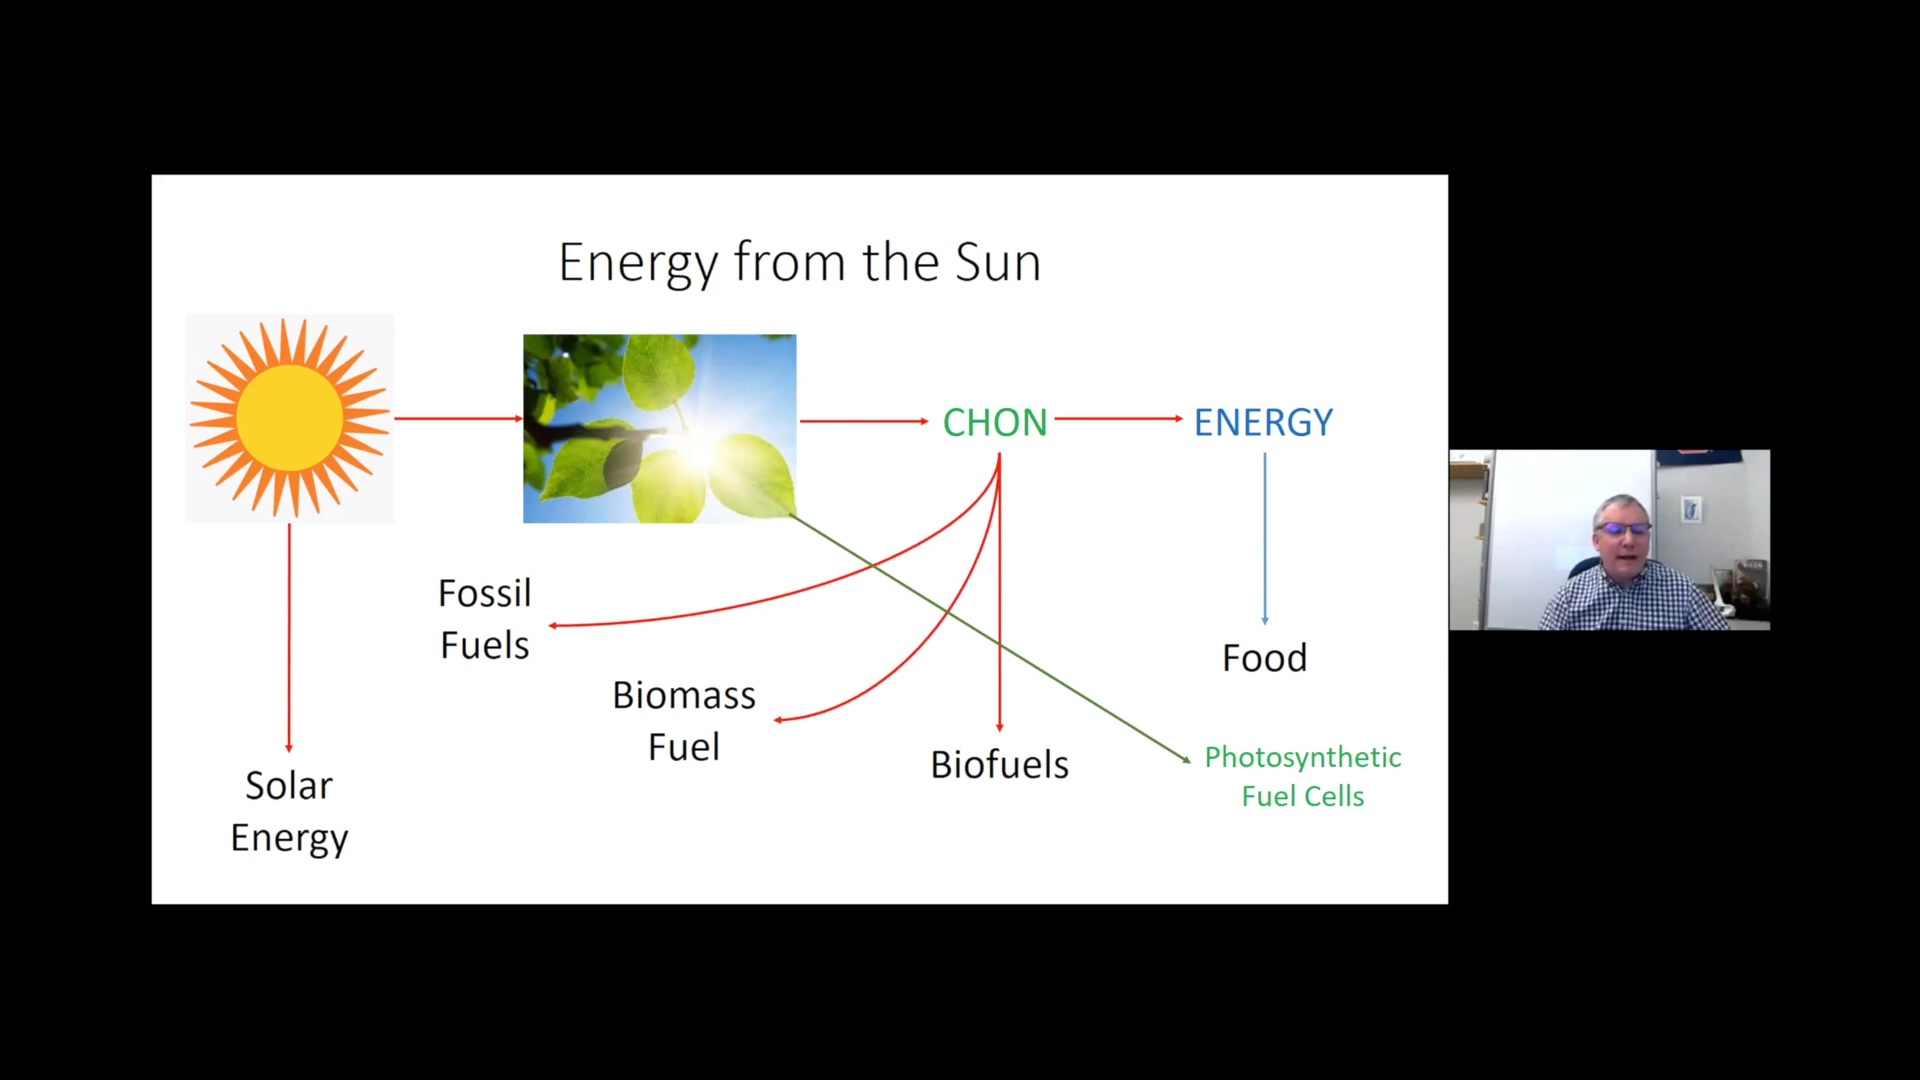 Energy from the Sun
CHON
ENERGY
Fossil
Fuels
Food
Biomass
Fuel
Biofuels
Photosynthetic
Fuel Cells
Solar
Energy